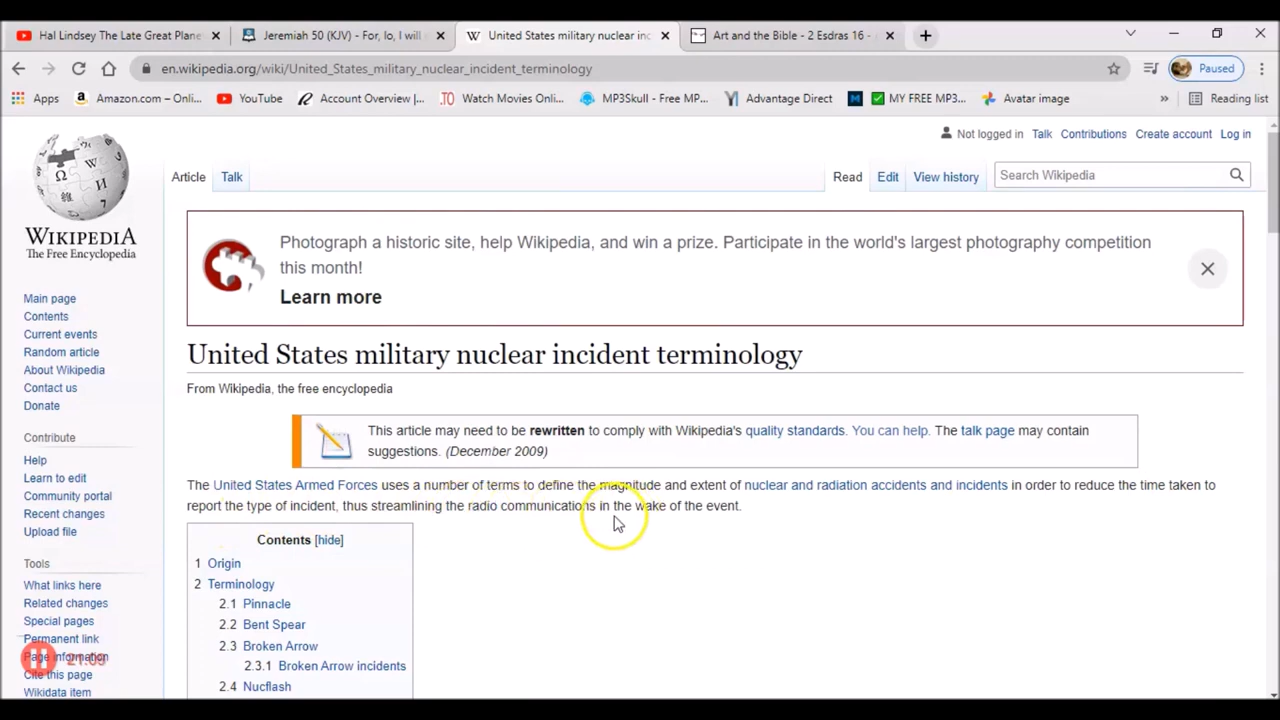 Hal Lindsey The Late Great Plane
Jeremiah 50 (KJV) - For, lo, I will
United States military nuclear inc
Art and the Bible - 2 Esdras 16 -
en.wikipedia.org/wiki/United_States_military_nuclear_incident_terminology
Paused
Apps
Amazon.com – Onli...
YouTube
Account Overview |...
Watch Movies Onli...
MP3Skull - Free MP...
Advantage Direct
MY FREE MP3...
Avatar image
»
Reading list
Not logged in Talk Contributions Create account Log in
Article Talk
Read Edit View history
Search Wikipedia
WIKIPEDIA
The Free Encyclopedia
Photograph a historic site, help Wikipedia, and win a prize. Participate in the world's largest photography competition
this month!
Learn more
Main page
Contents
Current events
Random article
About Wikipedia
Contact us
Donate
Contribute
Help
Learn to edit
Community portal
Recent changes
Upload file
Tools
What links here
Related changes
Special pages
Permanent link
Page information
Cite this page
Wikidata item
United States military nuclear incident terminology
From Wikipedia, the free encyclopedia
This article may need to be rewritten to comply with Wikipedia's quality standards. You can help. The talk page may contain
suggestions. (December 2009)
The United States Armed Forces uses a number of terms to define the magnitude and extent of nuclear and radiation accidents and incidents in order to reduce the time taken to
report the type of incident, thus streamlining the radio communications in the wake of the event.
Contents [hide]
1 Origin
2 Terminology
2.1 Pinnacle
2.2 Bent Spear
2.3 Broken Arrow
2.3.1 Broken Arrow incidents
2.4 Nucflash